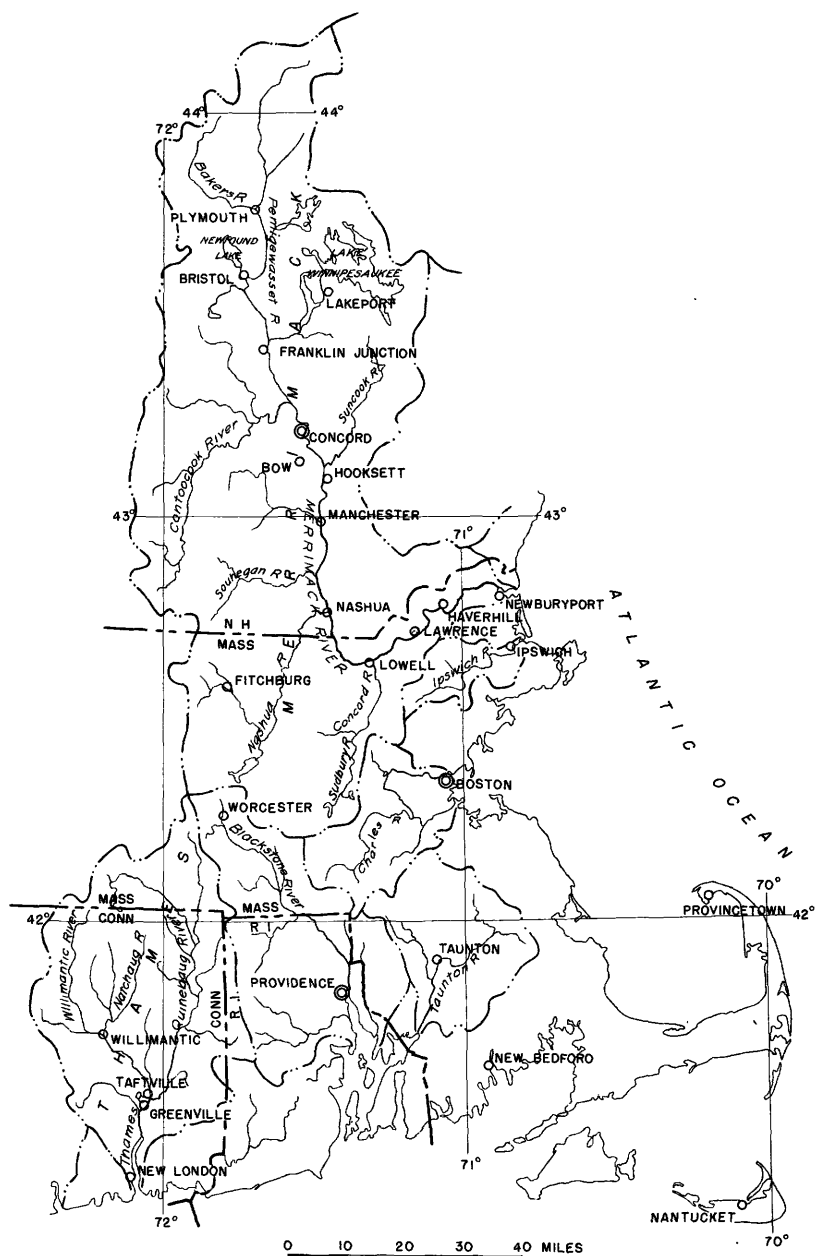 44° 44°
72°
Bakers R
PLYMOUTH
Pemigewasset R
NEWFOUND
LAKE
LAKE
WINNIPESAUKEE
BRISTOL
LAKEPORT
FRANKLIN JUNCTION
Suncook R
CONCORD
Contoocook River
BOW
HOOKSETT
43° 43°
MANCHESTER
71°
MERRIMACK RIVER
MERRIMACK
Souhegan R
NASHUA
NEWBURYPORT
HAVERHILL
LAWRENCE
N H
MASS
IPSWICH
Ipswich R
LOWELL
FITCHBURG
Nashua R
Concord R
Sudbury R
ATLANTIC OCEAN
BOSTON
WORCESTER
Blackstone River
Charles R
MASS
CONN
MASS
R I
42° 42°
70°
PROVINCETOWN
THAMES
Willimantic River
Natchaug R
Quinebaug River
CONN
R I
TAUNTON
Taunton R
PROVIDENCE
WILLIMANTIC
NEW BEDFORD
TAFTVILLE
GREENVILLE
Thames R
NEW LONDON
71°
72°
NANTUCKET
70°
0 10 20 30 40 MILES